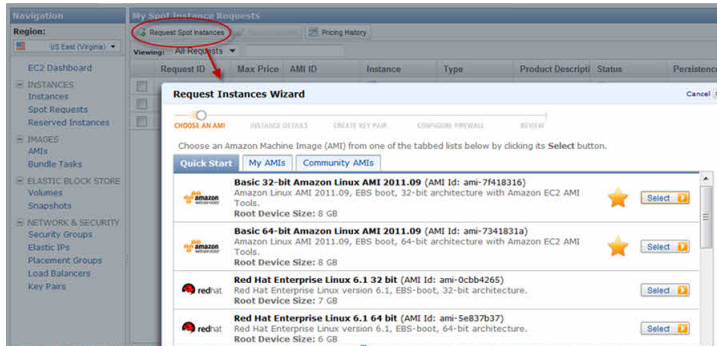 Navigation
My Spot Instance Requests
Region:
US East (Virginia)
Request Spot Instances
Pricing History
Viewing: All Requests
EC2 Dashboard
Request ID Max Price AMI ID Instance Type Product Descripti Status Persistence
INSTANCES
Instances
Spot Requests
Reserved Instances
IMAGES
AMIs
Bundle Tasks
ELASTIC BLOCK STORE
Volumes
Snapshots
NETWORK & SECURITY
Security Groups
Elastic IPs
Placement Groups
Load Balancers
Key Pairs
Request Instances Wizard
Cancel
CHOOSE AN AMI INSTANCE DETAILS CREATE KEY PAIR CONFIGURE FIREWALL REVIEW
Choose an Amazon Machine Image (AMI) from one of the tabbed lists below by clicking its Select button.
Quick Start My AMIs Community AMIs
Basic 32-bit Amazon Linux AMI 2011.09 (AMI Id: ami-7f418316)
amazon webservices
Amazon Linux AMI 2011.09, EBS boot, 32-bit architecture with Amazon EC2 AMI
Tools.
Root Device Size: 8 GB
Select
Basic 64-bit Amazon Linux AMI 2011.09 (AMI Id: ami-7341831a)
amazon webservices
Amazon Linux AMI 2011.09, EBS boot, 64-bit architecture with Amazon EC2 AMI
Tools.
Root Device Size: 8 GB
Select
Red Hat Enterprise Linux 6.1 32 bit (AMI Id: ami-0cbb4265)
redhat
Red Hat Enterprise Linux version 6.1, EBS-boot, 32-bit architecture.
Root Device Size: 7 GB
Select
Red Hat Enterprise Linux 6.1 64 bit (AMI Id: ami-5e837b37)
redhat
Red Hat Enterprise Linux version 6.1, EBS-boot, 64-bit architecture.
Root Device Size: 6 GB
Select